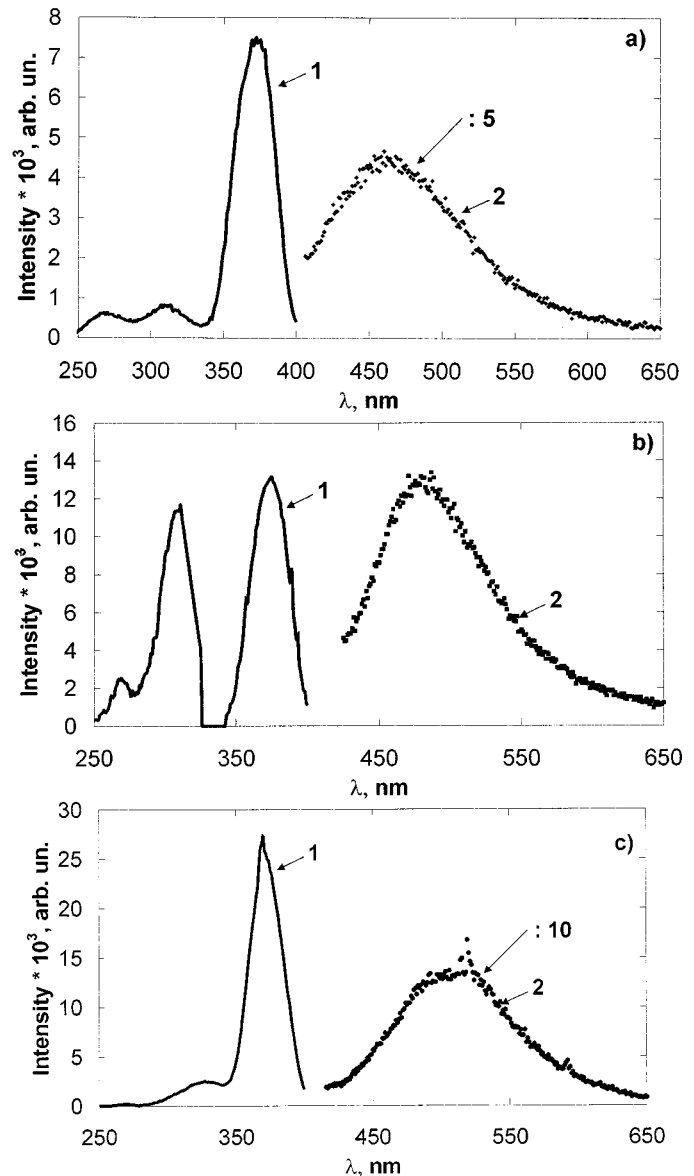 a)
Intensity * 10³, arb. un.
8
7
6
5
4
3
2
1
0
1
: 5
2
250 300 350 400 450 500 550 600 650
λ, nm
b)
Intensity * 10³, arb. un.
16
14
12
10
8
6
4
2
0
1
2
250 350 450 550 650
λ, nm
c)
Intensity * 10³, arb. un.
30
25
20
15
10
5
0
1
: 10
2
250 350 450 550 650
λ, nm